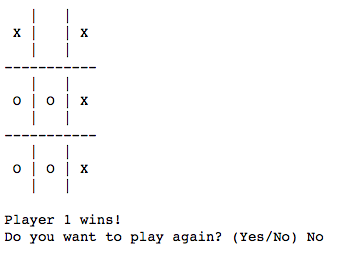 |   |
 X |   | X
   |   |
-----------
   |   |
 O | O | X
   |   |
-----------
   |   |
 O | O | X
   |   |

Player 1 wins!
Do you want to play again? (Yes/No) No